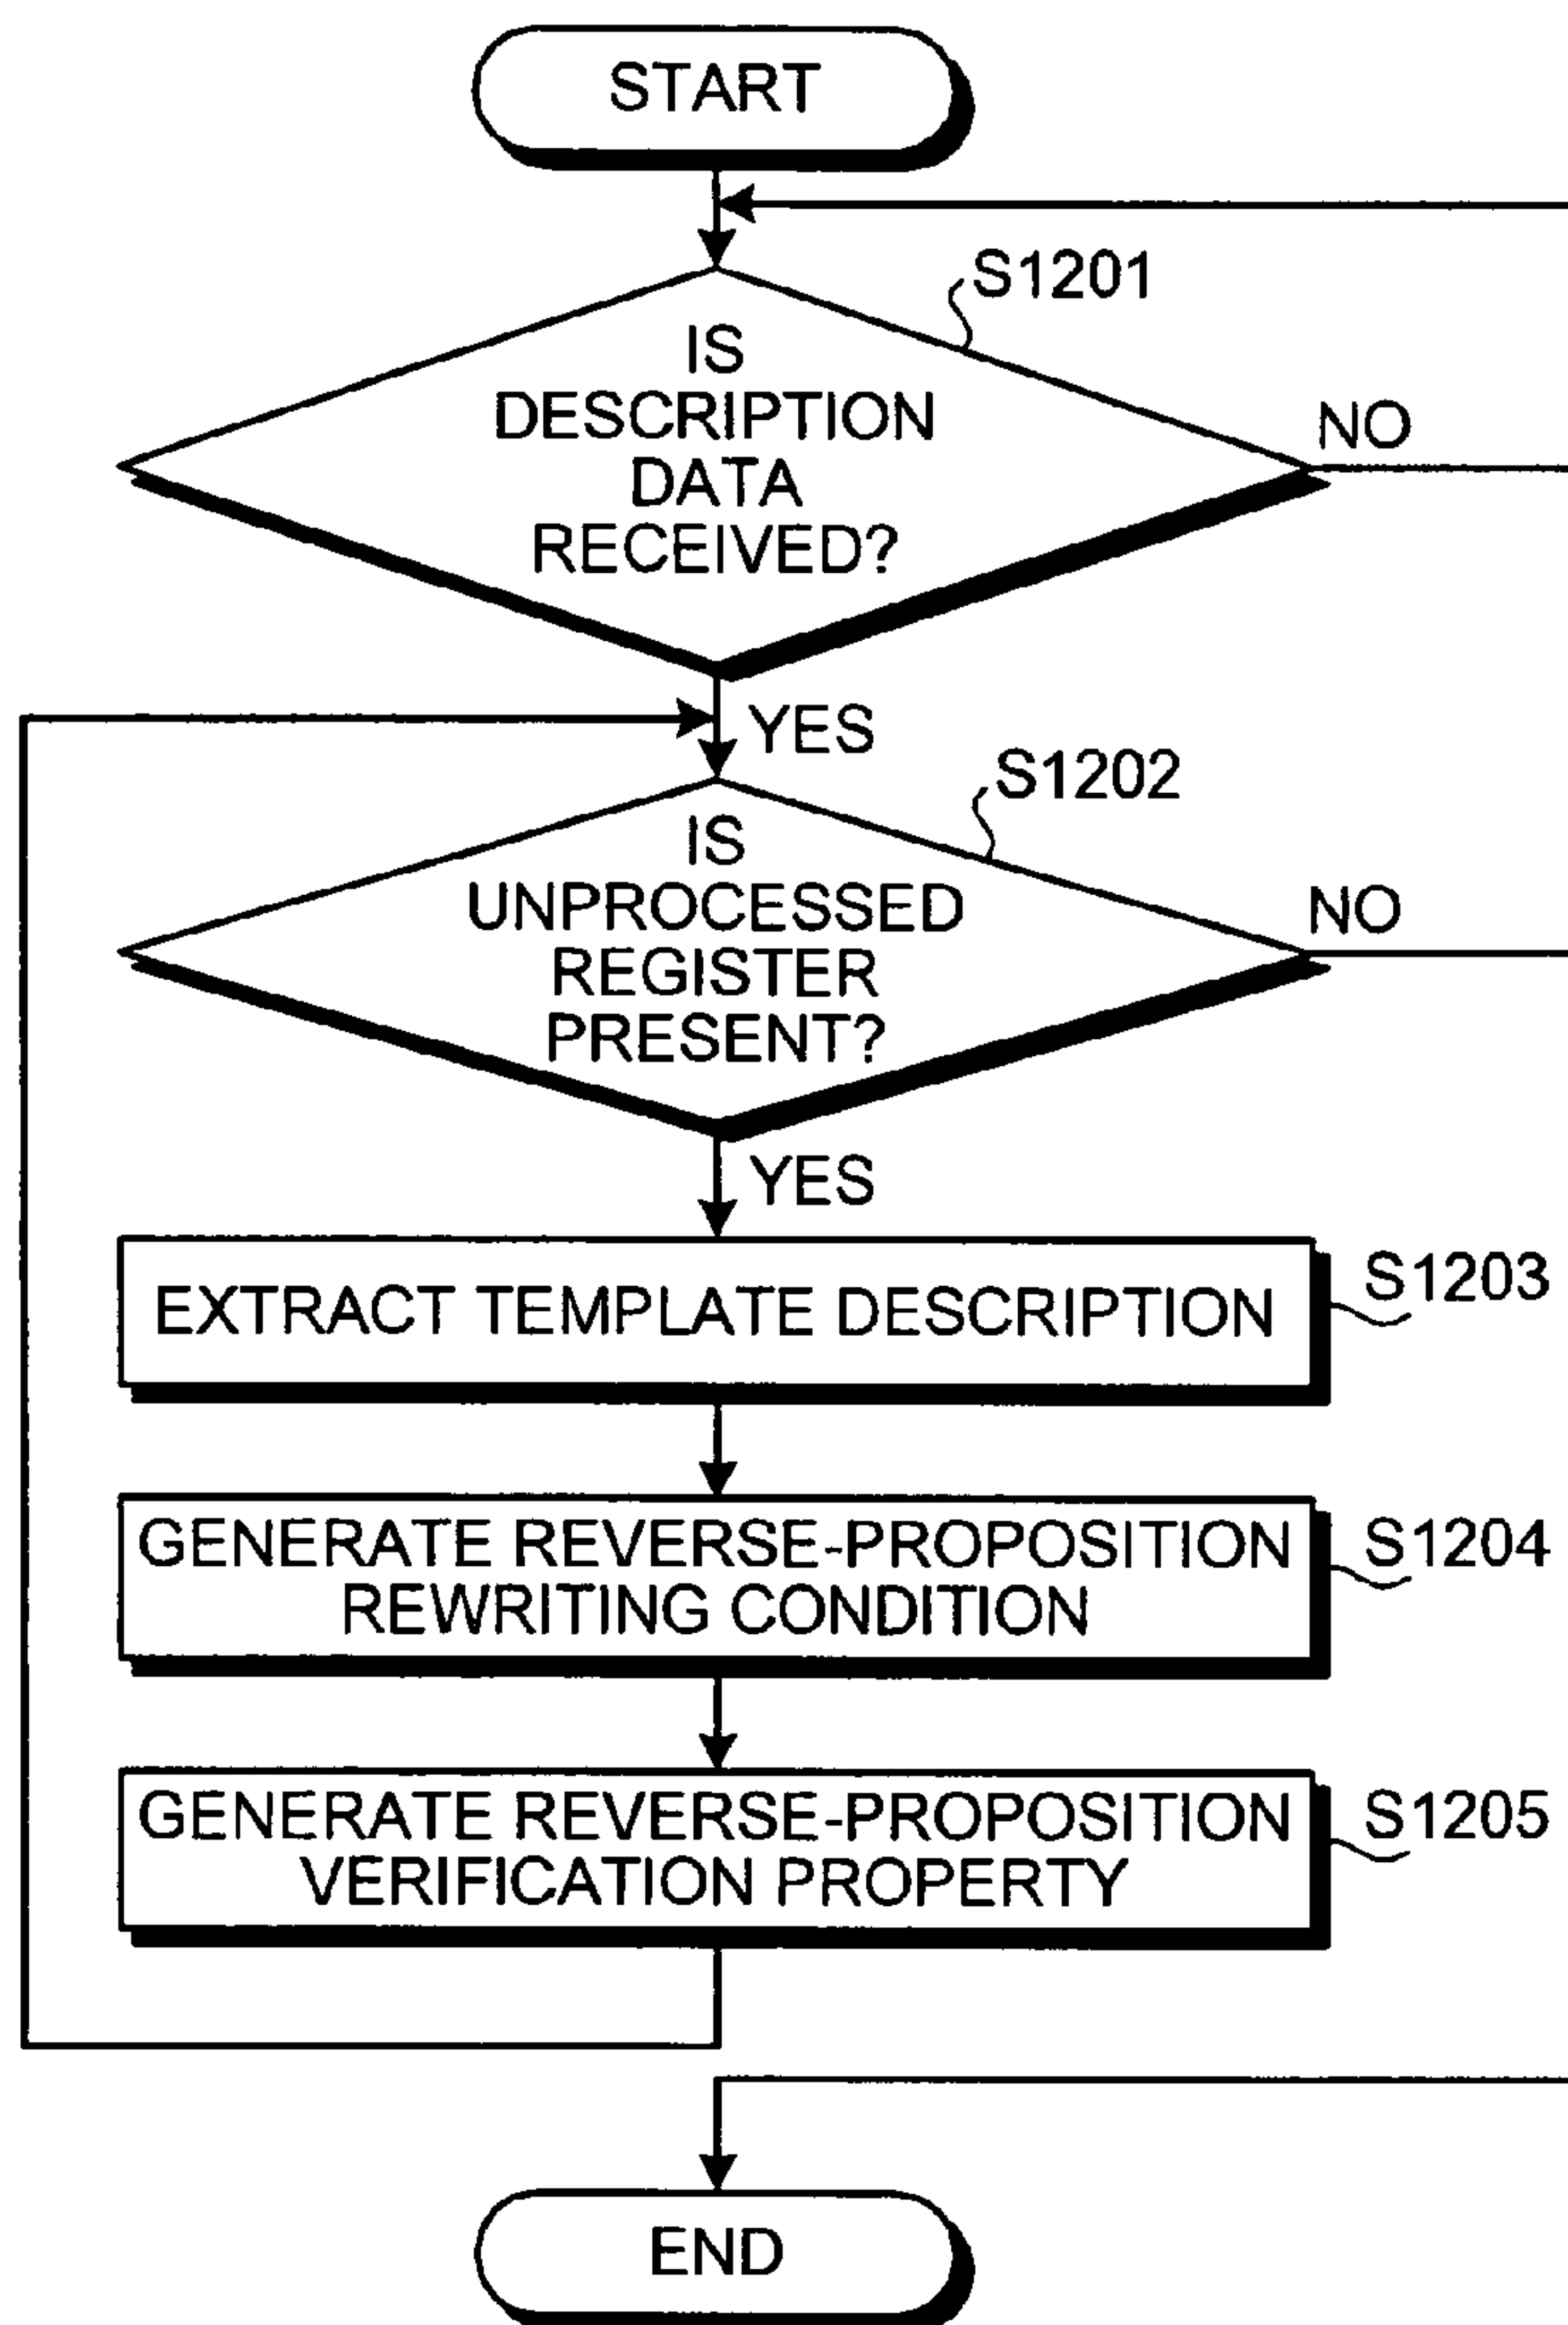 START
S1201
IS
DESCRIPTION
DATA
RECEIVED?
NO
YES
S1202
IS
UNPROCESSED
REGISTER
PRESENT?
NO
YES
EXTRACT TEMPLATE DESCRIPTION
S1203
GENERATE REVERSE-PROPOSITION
REWRITING CONDITION
S1204
GENERATE REVERSE-PROPOSITION
VERIFICATION PROPERTY
S1205
END